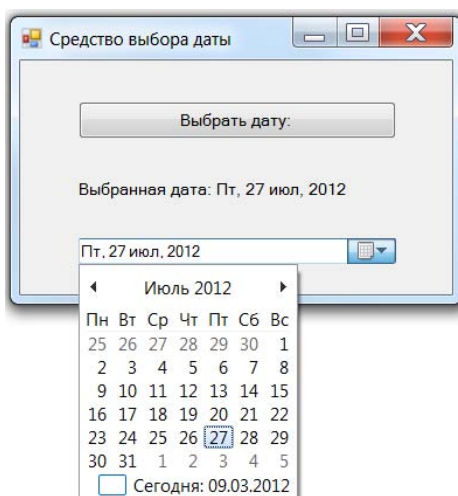 Средство выбора даты
Выбрать дату:
Выбранная дата: Пт, 27 июл, 2012
Пт, 27 июл, 2012
Июль 2012
Пн Вт Ср Чт Пт Сб Вс
25 26 27 28 29 30 1
2 3 4 5 6 7 8
9 10 11 12 13 14 15
16 17 18 19 20 21 22
23 24 25 26 27 28 29
30 31 1 2 3 4 5
Сегодня: 09.03.2012